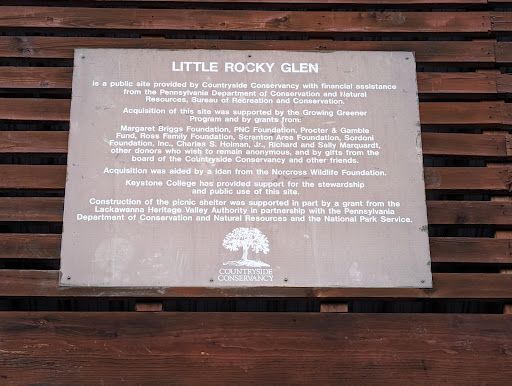 LITTLE ROCKY GLEN
is a public site provided by Countryside Conservancy with financial assistance
from the Pennsylvania Department of Conservation and Natural
Resources, Bureau of Recreation and Conservation.
Acquisition of this site was supported by the Growing Greener
Program and by grants from:
Margaret Briggs Foundation, PNC Foundation, Procter & Gamble
Fund, Ross Family Foundation, Scranton Area Foundation, Sordoni
Foundation, Inc., Charles S. Holman, Jr., Richard and Sally Marquardt,
other donors who wish to remain anonymous, and by gifts from the
board of the Countryside Conservancy and other friends.
Acquisition was aided by a loan from the Norcross Wildlife Foundation.
Keystone College has provided support for the stewardship
and public use of this site.
Construction of the picnic shelter was supported in part by a grant from the
Lackawanna Heritage Valley Authority in partnership with the Pennsylvania
Department of Conservation and Natural Resources and the National Park Service.
COUNTRYSIDE
CONSERVANCY